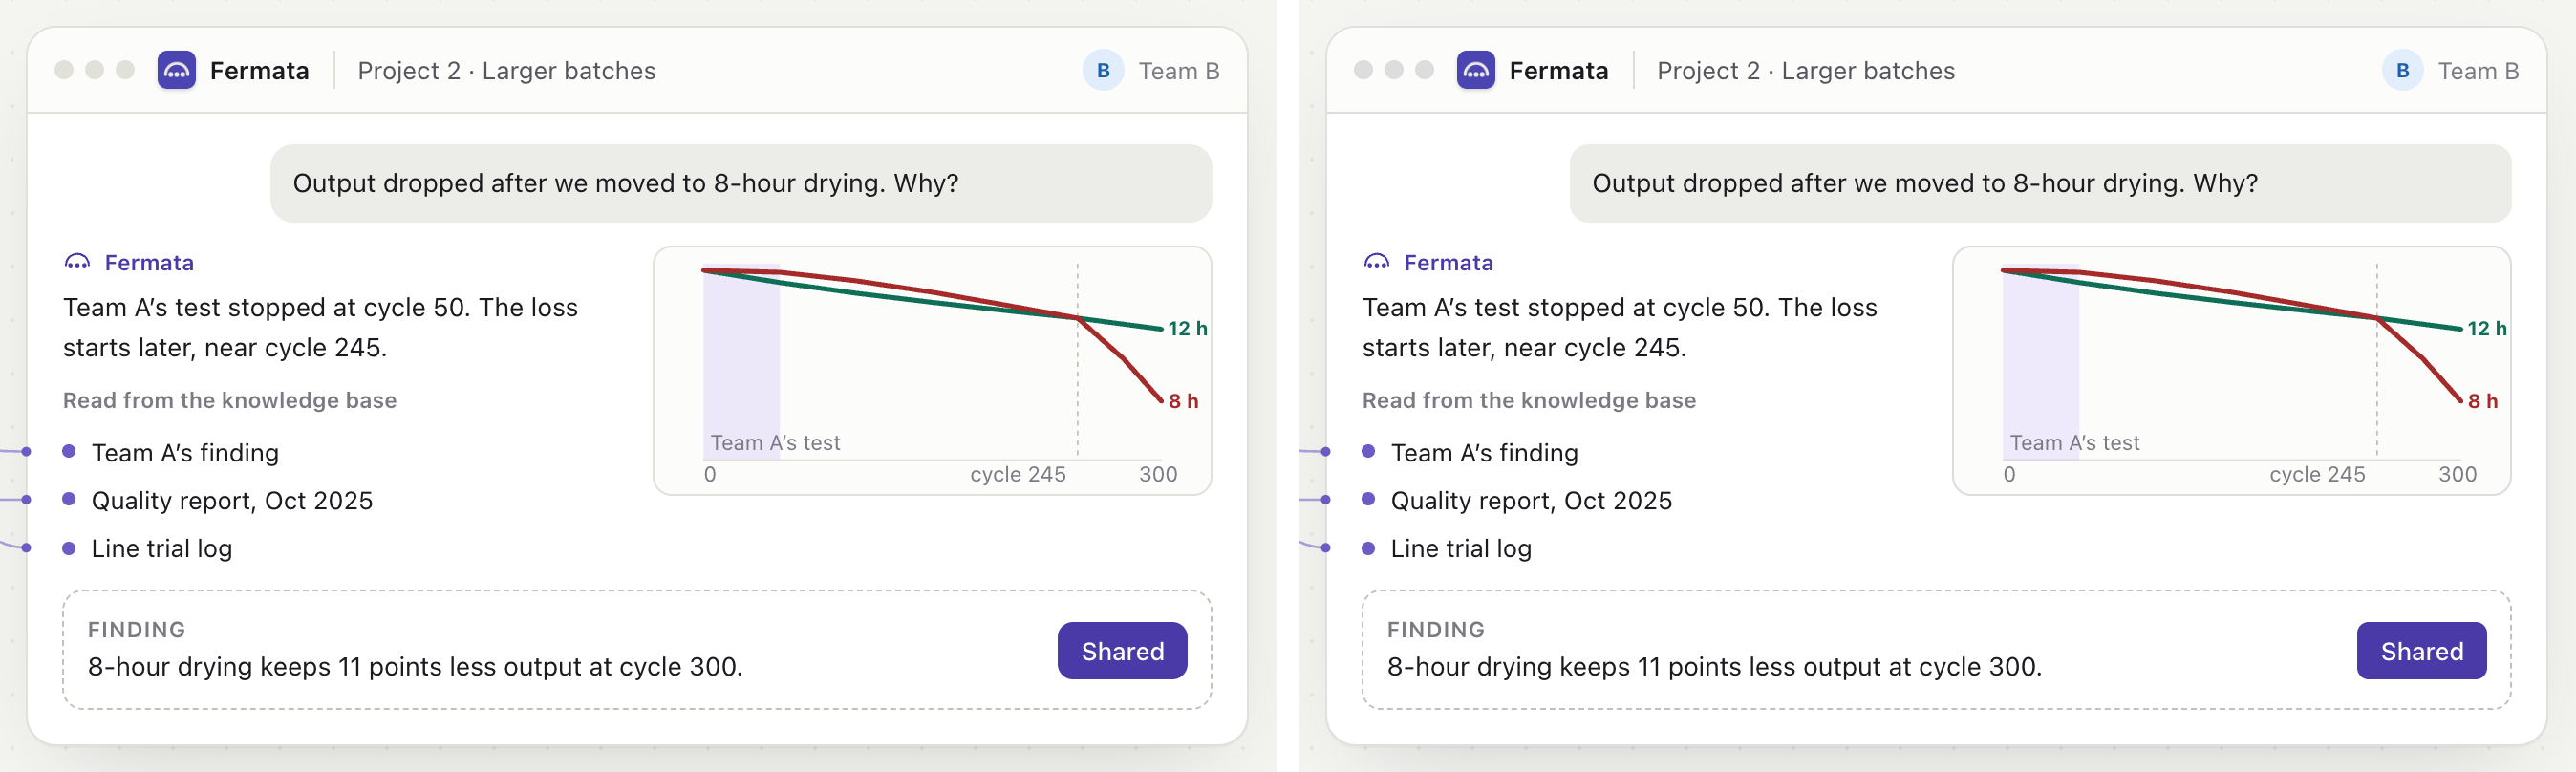 Fermata
Project 2 · Larger batches
B
Team B
Output dropped after we moved to 8-hour drying. Why?
Fermata
Team A’s test stopped at cycle 50. The loss
starts later, near cycle 245.
Read from the knowledge base
Team A’s finding
Quality report, Oct 2025
Line trial log
12 h
8 h
Team A’s test
0
cycle 245
300
FINDING
8-hour drying keeps 11 points less output at cycle 300.
Shared
Fermata
Project 2 · Larger batches
B
Team B
Output dropped after we moved to 8-hour drying. Why?
Fermata
Team A’s test stopped at cycle 50. The loss
starts later, near cycle 245.
Read from the knowledge base
Team A’s finding
Quality report, Oct 2025
Line trial log
12 h
8 h
Team A’s test
0
cycle 245
300
FINDING
8-hour drying keeps 11 points less output at cycle 300.
Shared